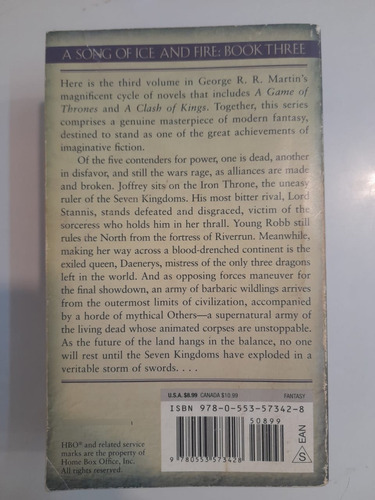 A SONG OF ICE AND FIRE: BOOK THREE
Here is the third volume in George R. R. Martin's
magnificent cycle of novels that includes A Game of
Thrones and A Clash of Kings. Together, this series
comprises a genuine masterpiece of modern fantasy,
destined to stand as one of the great achievements of
imaginative fiction.
Of the five contenders for power, one is dead, another
in disfavor, and still the wars rage, as alliances are made
and broken. Joffrey sits on the Iron Throne, the uneasy
ruler of the Seven Kingdoms. His most bitter rival, Lord
Stannis, stands defeated and disgraced, victim of the
sorceress who holds him in her thrall. Young Robb still
rules the North from the fortress of Riverrun. Meanwhile,
making her way across a blood-drenched continent is the
exiled queen, Daenerys, mistress of the only three dragons
left in the world. And as opposing forces maneuver for
the final showdown, an army of barbaric wildlings arrives
from the outermost limits of civilization, accompanied
by a horde of mythical Others—a supernatural army of
the living dead whose animated corpses are unstoppable.
As the future of the land hangs in the balance, no one
will rest until the Seven Kingdoms have exploded in a
veritable storm of swords. . . .
U.S.A. $8.99 CANADA $10.99 FANTASY
ISBN 978-0-553-57342-8
50899
9 780553 573428
S EAN
HBO® and related service
marks are the property of
Home Box Office, Inc.
All rights reserved.